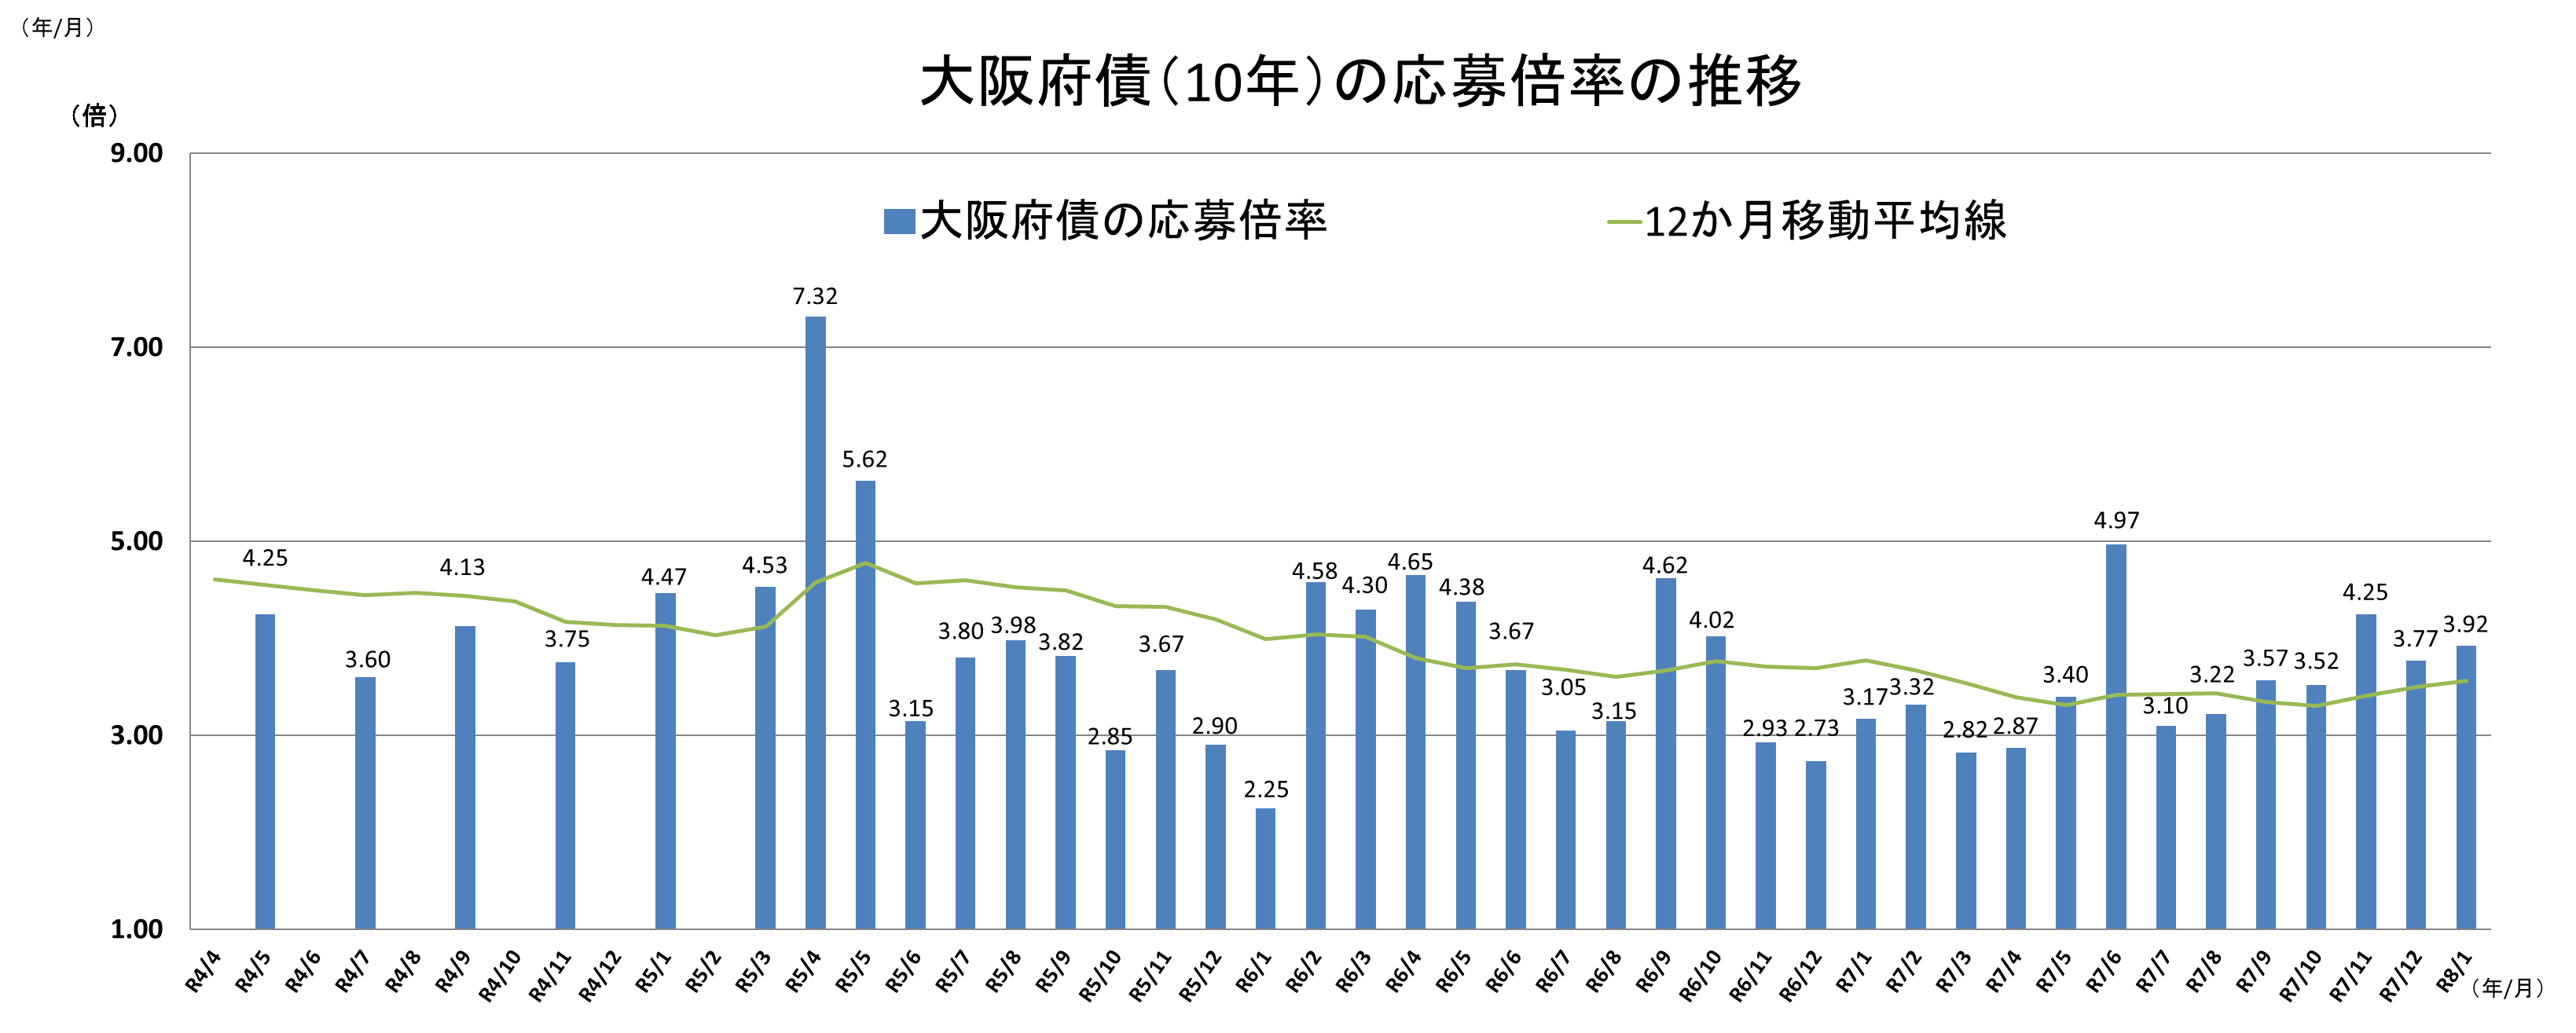 （年/月）
大阪府債（10年）の応募倍率の推移
（倍）
9.00
大阪府債の応募倍率 12か月移動平均線
7.32
7.00
5.62
5.00
4.25 3.60 4.13 3.75 4.47 4.53 3.15 3.80 3.98 3.82 2.85 3.67 2.90 2.25 4.58 4.30 4.65 4.38 3.67 3.05 3.15 4.62 4.02 2.93 2.73 3.17 3.32 2.82 2.87 3.40 4.97 3.10 3.22 3.57 3.52 4.25 3.77 3.92
3.00
1.00
R4/4 R4/5 R4/6 R4/7 R4/8 R4/9 R4/10 R4/11 R4/12 R5/1 R5/2 R5/3 R5/4 R5/5 R5/6 R5/7 R5/8 R5/9 R5/10 R5/11 R5/12 R6/1 R6/2 R6/3 R6/4 R6/5 R6/6 R6/7 R6/8 R6/9 R6/10 R6/11 R6/12 R7/1 R7/2 R7/3 R7/4 R7/5 R7/6 R7/7 R7/8 R7/9 R7/10 R7/11 R7/12 R8/1 （年/月）